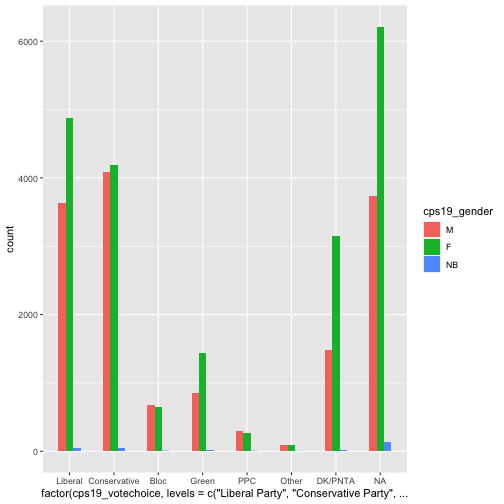 6000
4000
2000
0
count
Liberal Conservative Bloc Green PPC Other DK/PNTA NA
factor(cps19_votechoice, levels = c("Liberal Party", "Conservative Party", ...
cps19_gender
M
F
NB